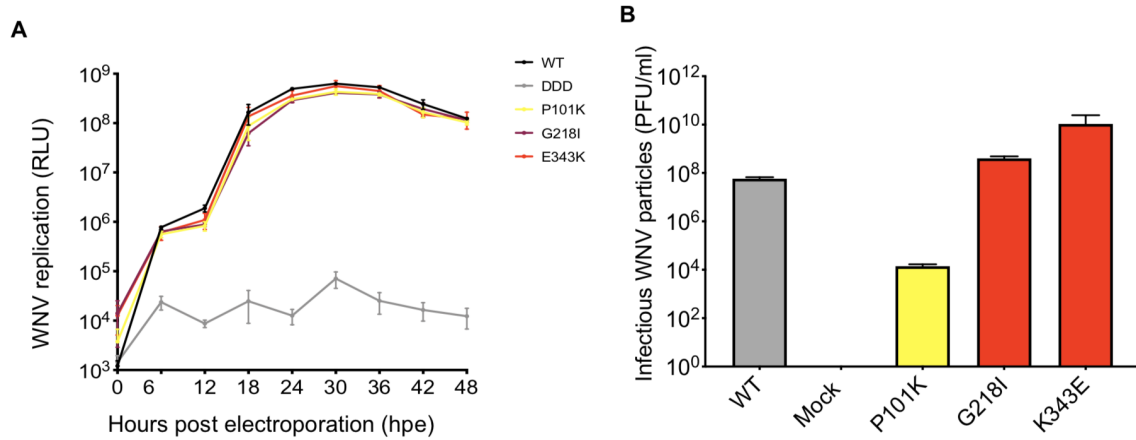 A
WNV replication (RLU)
10⁹
10⁸
10⁷
10⁶
10⁵
10⁴
10³
0 6 12 18 24 30 36 42 48
Hours post electroporation (hpe)
WT
DDD
P101K
G218I
E343K
B
Infectious WNV particles (PFU/ml)
10¹²
10¹⁰
10⁸
10⁶
10⁴
10²
10⁰
WT Mock P101K G218I K343E